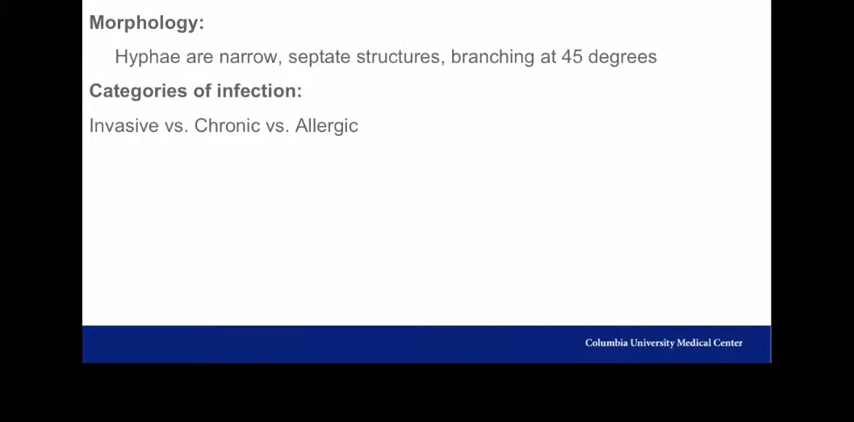 Morphology:
Hyphae are narrow, septate structures, branching at 45 degrees
Categories of infection:
Invasive vs. Chronic vs. Allergic
Columbia University Medical Center